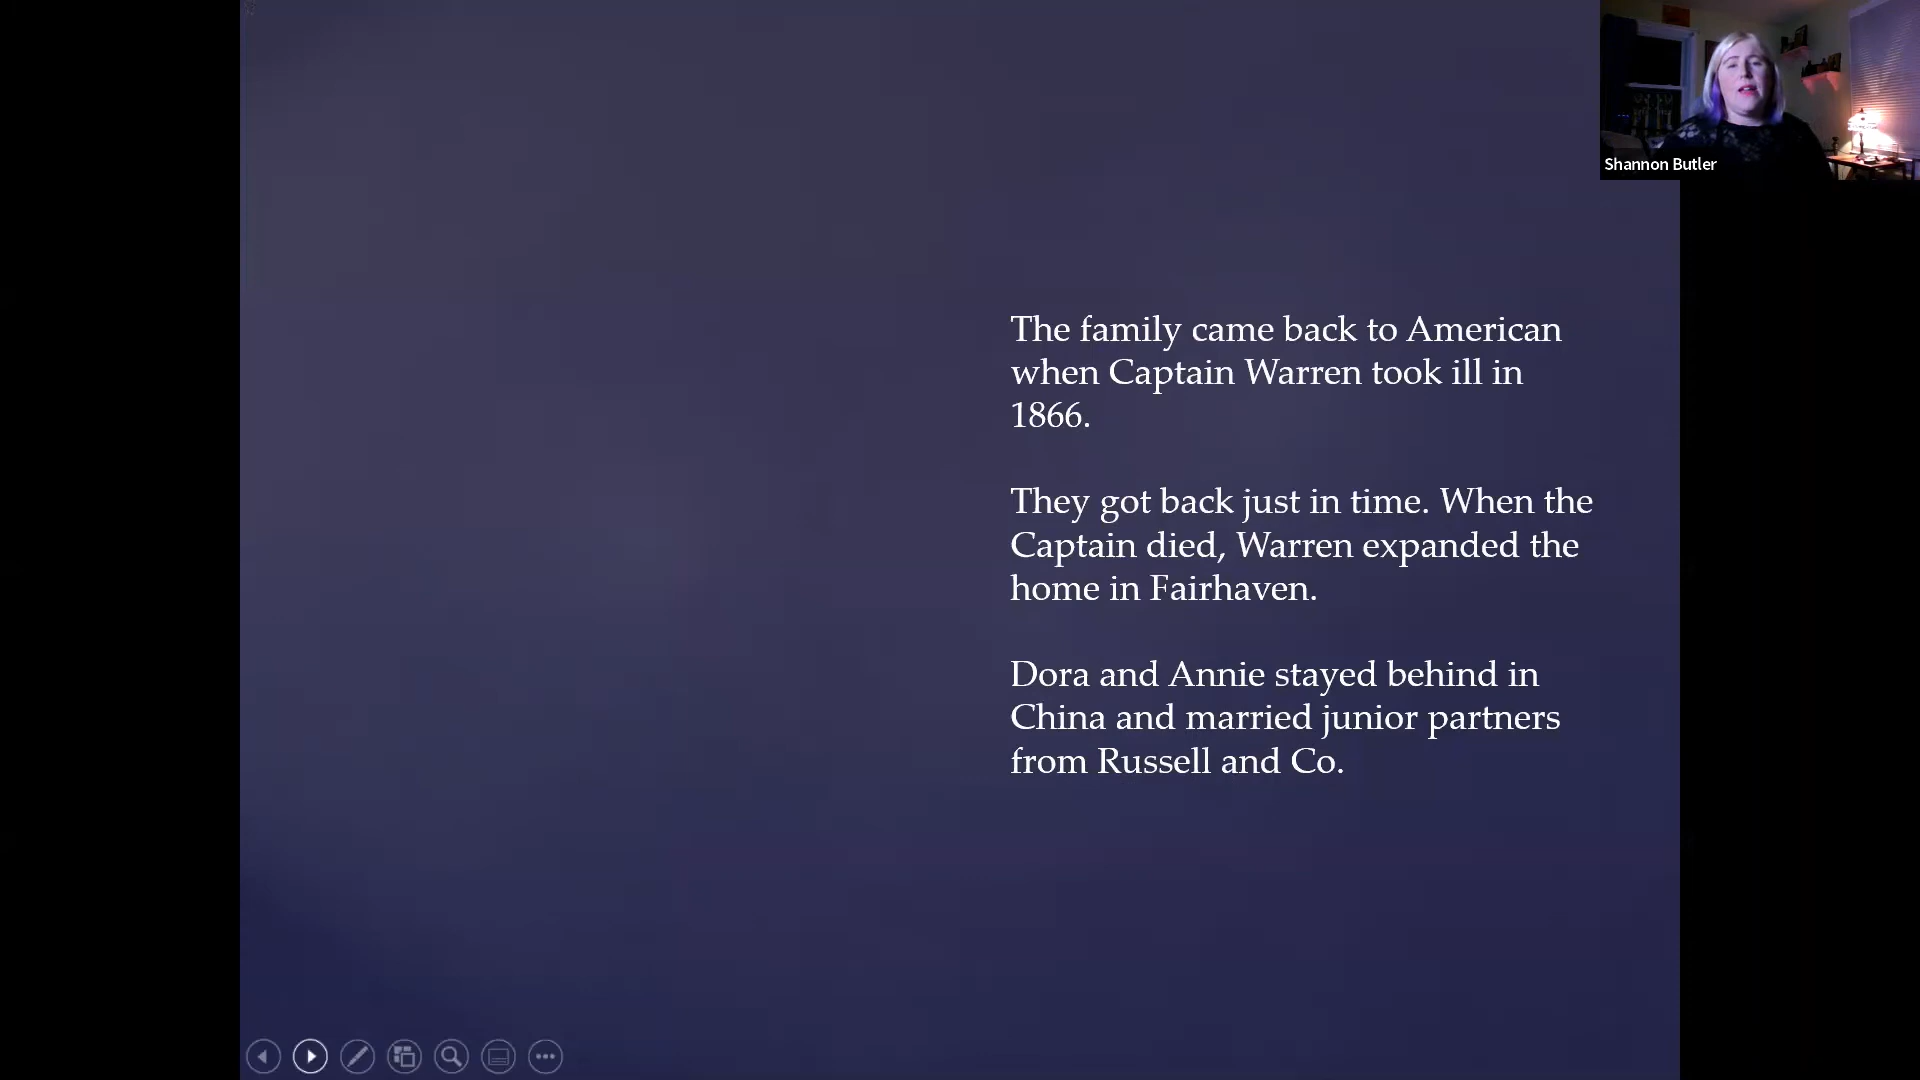 Shannon Butler
The family came back to American
when Captain Warren took ill in
1866.
They got back just in time. When the
Captain died, Warren expanded the
home in Fairhaven.
Dora and Annie stayed behind in
China and married junior partners
from Russell and Co.